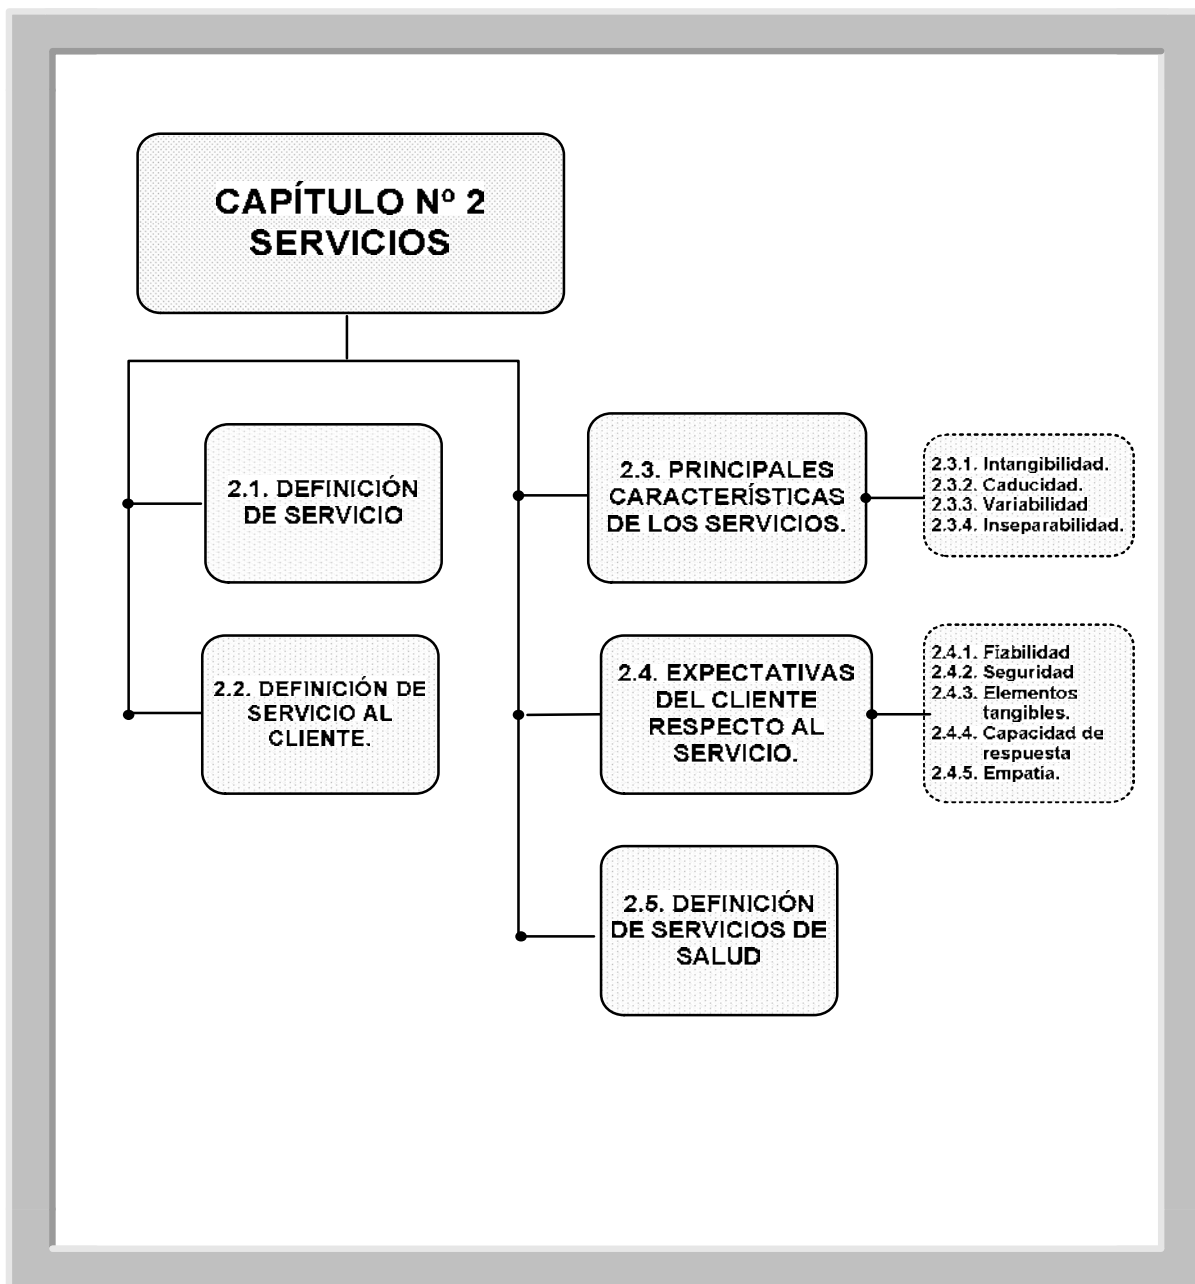 CAPÍTULO Nº 2
SERVICIOS
2.1. DEFINICIÓN
DE SERVICIO
2.2. DEFINICIÓN DE
SERVICIO AL
CLIENTE.
2.3. PRINCIPALES
CARACTERÍSTICAS
DE LOS SERVICIOS.
2.3.1. Intangibilidad.
2.3.2. Caducidad.
2.3.3. Variabilidad
2.3.4. Inseparabilidad.
2.4. EXPECTATIVAS
DEL CLIENTE
RESPECTO AL
SERVICIO.
2.4.1. Fiabilidad
2.4.2. Seguridad
2.4.3. Elementos
tangibles.
2.4.4. Capacidad de
respuesta
2.4.5. Empatía.
2.5. DEFINICIÓN
DE SERVICIOS DE
SALUD